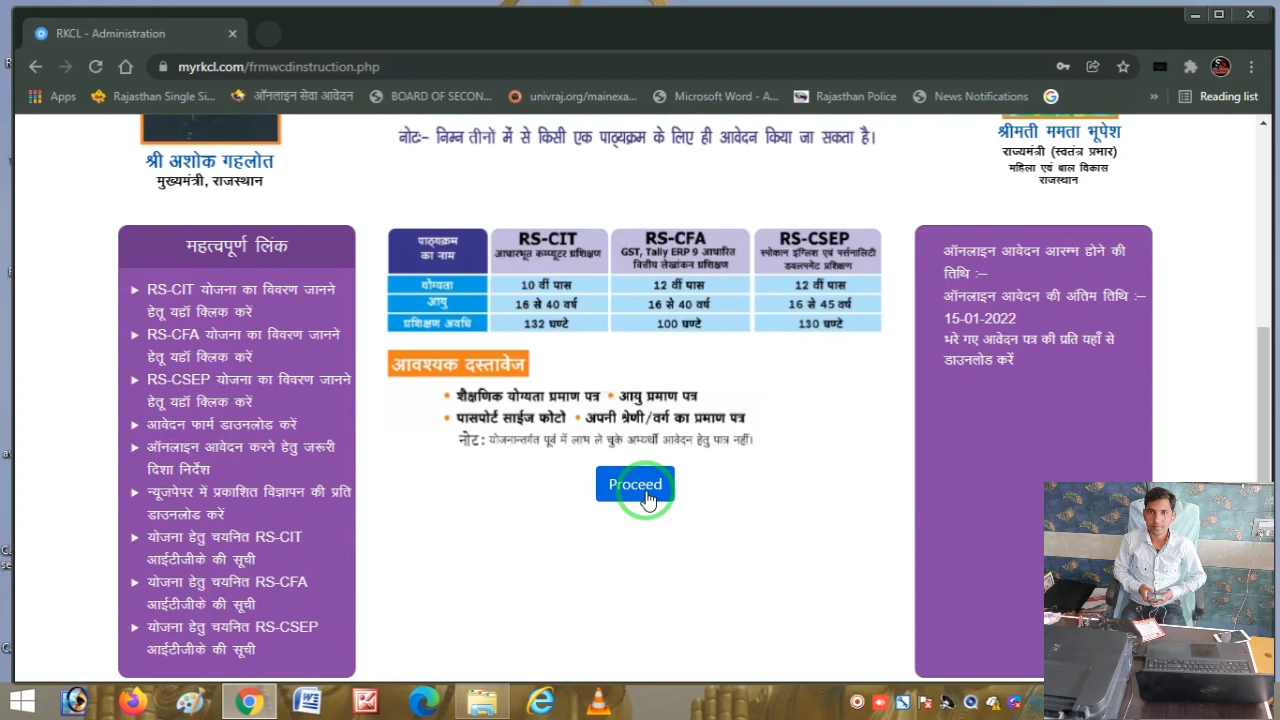 RKCL - Administration
myrkcl.com/frmwcdinstruction.php
Apps
Rajasthan Single Si...
ऑनलाइन सेवा आवेदन
BOARD OF SECON...
univraj.org/mainexa...
Microsoft Word - A...
Rajasthan Police
News Notifications
»
Reading list
नोटः- निम्न तीनों में से किसी एक पाठ्यक्रम के लिए ही आवेदन किया जा सकता है।
श्री अशोक गहलोत
मुख्यमंत्री, राजस्थान
श्रीमती ममता भूपेश
राज्यमंत्री (स्वतंत्र प्रभार)
महिला एवं बाल विकास
राजस्थान
महत्वपूर्ण लिंक
RS-CIT योजना का विवरण जानने
हेतू यहॉ क्लिक करें
RS-CFA योजना का विवरण जानने
हेतू यहॉ क्लिक करें
RS-CSEP योजना का विवरण जानने
हेतू यहॉ क्लिक करें
आवेदन फार्म डाउनलोड करें
ऑनलाइन आवेदन करने हेतु जरूरी
दिशा निर्देश
न्यूजपेपर में प्रकाशित विज्ञापन की प्रति
डाउनलोड करें
योजना हेतु चयनित RS-CIT
आईटीजीके की सूची
योजना हेतु चयनित RS-CFA
आईटीजीके की सूची
योजना हेतु चयनित RS-CSEP
आईटीजीके की सूची
पाठ्यक्रम का नाम RS-CIT आधारभूत कम्प्यूटर प्रशिक्षण RS-CFA GST, Tally ERP 9 आधारित वित्तीय लेखांकन प्रशिक्षण RS-CSEP स्पोकन इंग्लिश एवं पर्सनालिटी डवलपमेंट प्रशिक्षण
योग्यता 10 वीं पास 12 वीं पास 12 वीं पास
आयु 16 से 40 वर्ष 16 से 40 वर्ष 16 से 45 वर्ष
प्रशिक्षण अवधि 132 घण्टे 100 घण्टे 130 घण्टे
आवश्यक दस्तावेज
• शैक्षणिक योग्यता प्रमाण पत्र • आयु प्रमाण पत्र
• पासपोर्ट साईज फोटो • अपनी श्रेणी/वर्ग का प्रमाण पत्र
नोट: योजनान्तर्गत पूर्व में लाभ ले चुके अभ्यर्थी आवेदन हेतु पात्र नहीं।
Proceed
ऑनलाइन आवेदन आरम्भ होने की
तिथि :–
ऑनलाइन आवेदन की अंतिम तिथि :–
15-01-2022
भरे गए आवेदन पत्र की प्रति यहाँ से
डाउनलोड करें